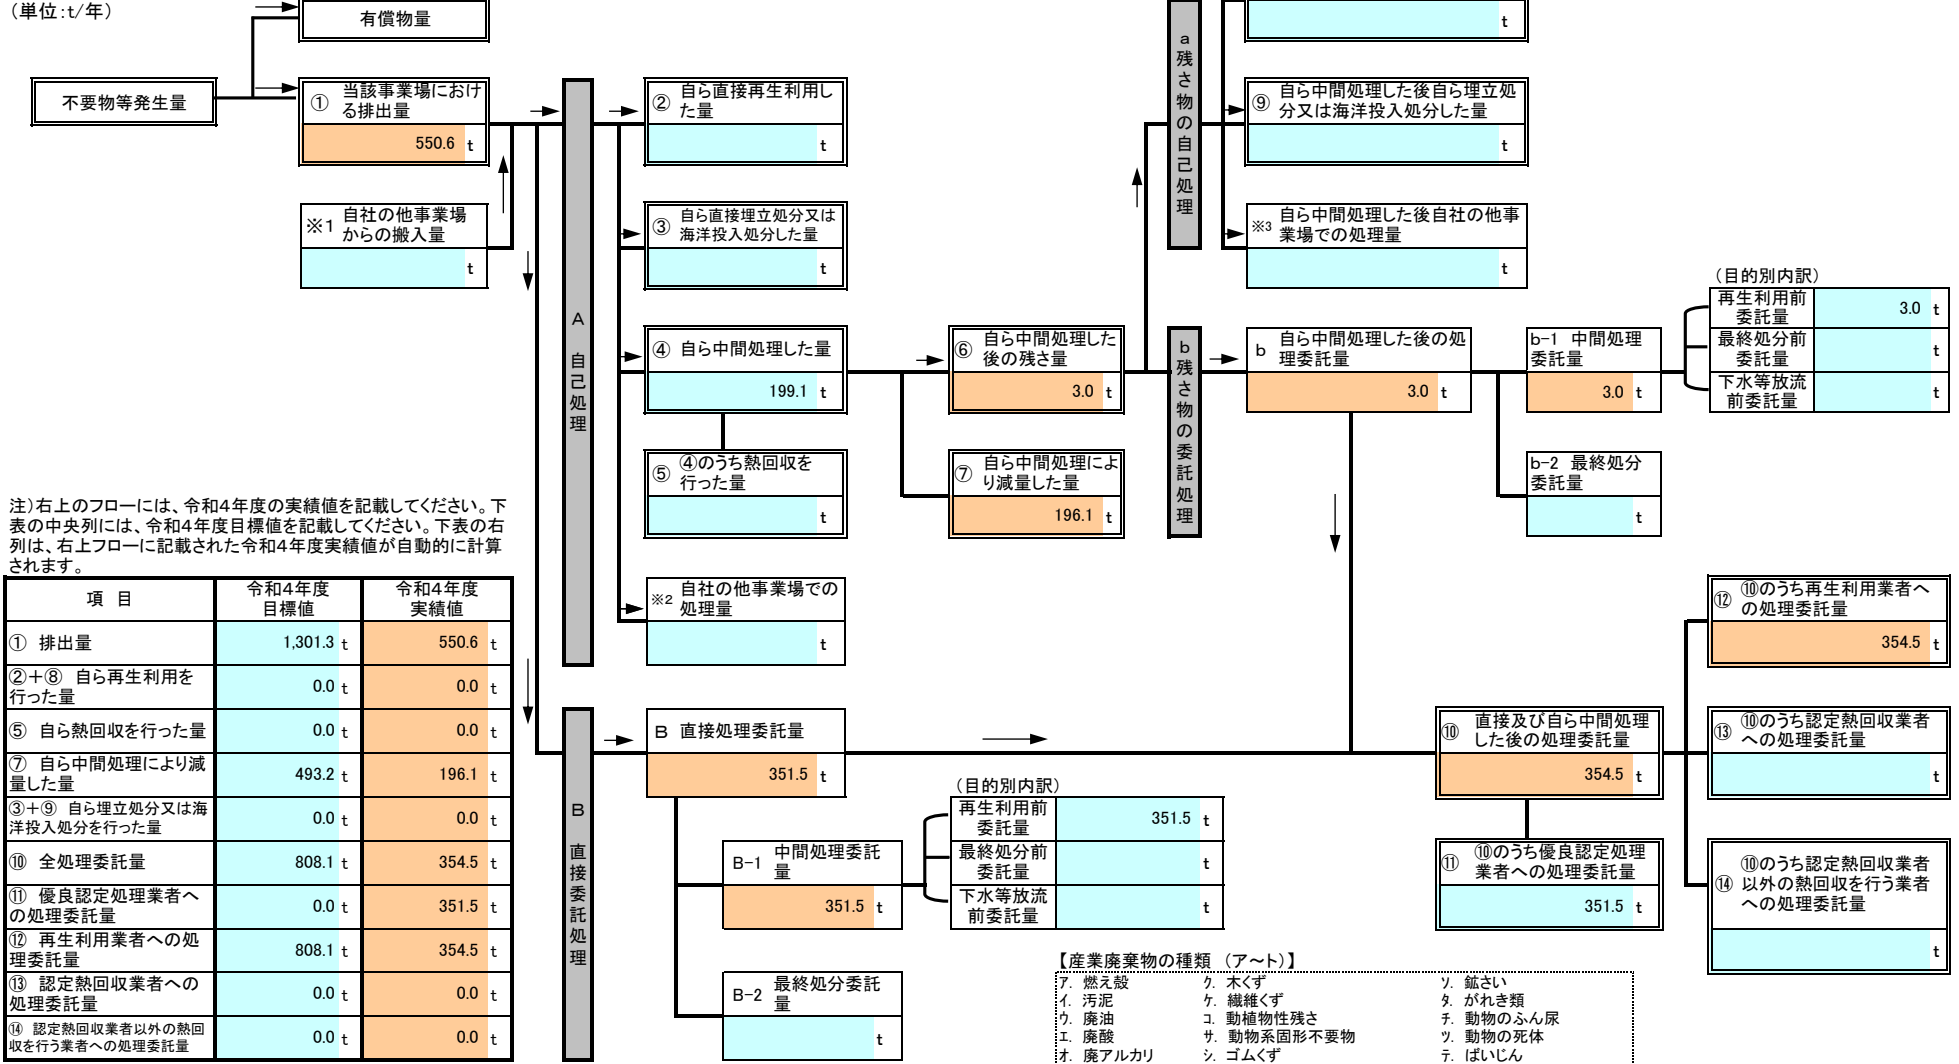 (単位:t/年)
有償物量
不要物等発生量
① 当該事業場におけ
る排出量
550.6 t
※1 自社の他事業場
からの搬入量
t
A 自己処理
② 自ら直接再生利用し
た量
t
③ 自ら直接埋立処分又は
海洋投入処分した量
t
④ 自ら中間処理した量
199.1 t
⑤ ④のうち熱回収を
行った量
t
※2 自社の他事業場での
処理量
t
⑥ 自ら中間処理した
後の残さ量
3.0 t
⑦ 自ら中間処理によ
り減量した量
196.1 t
a 残さ物の自己処理
t
⑨ 自ら中間処理した後自ら埋立処
分又は海洋投入処分した量
t
※3 自ら中間処理した後自社の他事
業場での処理量
t
b 残さ物の委託処理
b 自ら中間処理した後の処
理委託量
3.0 t
b-1 中間処理
委託量
3.0 t
b-2 最終処分
委託量
t
(目的別内訳)
再生利用前
委託量
3.0 t
最終処分前
委託量
t
下水等放流
前委託量
t
注)右上のフローには、令和4年度の実績値を記載してください。下
表の中央列には、令和4年度目標値を記載してください。下表の右
列は、右上フローに記載された令和4年度実績値が自動的に計算
されます。
項 目 令和4年度
目標値 令和4年度
実績値
① 排出量 1,301.3 t 550.6 t
②+⑧ 自ら再生利用を
行った量 0.0 t 0.0 t
⑤ 自ら熱回収を行った量 0.0 t 0.0 t
⑦ 自ら中間処理により減
量した量 493.2 t 196.1 t
③+⑨ 自ら埋立処分又は海
洋投入処分を行った量 0.0 t 0.0 t
⑩ 全処理委託量 808.1 t 354.5 t
⑪ 優良認定処理業者へ
の処理委託量 0.0 t 351.5 t
⑫ 再生利用業者への処
理委託量 808.1 t 354.5 t
⑬ 認定熱回収業者への
処理委託量 0.0 t 0.0 t
⑭ 認定熱回収業者以外の熱回
収を行う業者への処理委託量 0.0 t 0.0 t
B 直接委託処理
B 直接処理委託量
351.5 t
B-1 中間処理委託
量
351.5 t
B-2 最終処分委託
量
t
(目的別内訳)
再生利用前
委託量
351.5 t
最終処分前
委託量
t
下水等放流
前委託量
t
⑩ 直接及び自ら中間処理
した後の処理委託量
354.5 t
⑪ ⑩のうち優良認定処理
業者への処理委託量
351.5 t
⑫ ⑩のうち再生利用業者へ
の処理委託量
354.5 t
⑬ ⑩のうち認定熱回収業者
への処理委託量
t
⑭ ⑩のうち認定熱回収業者
以外の熱回収を行う業者
への処理委託量
t
【産業廃棄物の種類 (ア~ト)】
ア. 燃え殻 ク. 木くず ソ. 鉱さい
イ. 汚泥 ケ. 繊維くず タ. がれき類
ウ. 廃油 コ. 動植物性残さ チ. 動物のふん尿
エ. 廃酸 サ. 動物系固形不要物 ツ. 動物の死体
オ. 廃アルカリ シ. ゴムくず テ. ばいじん